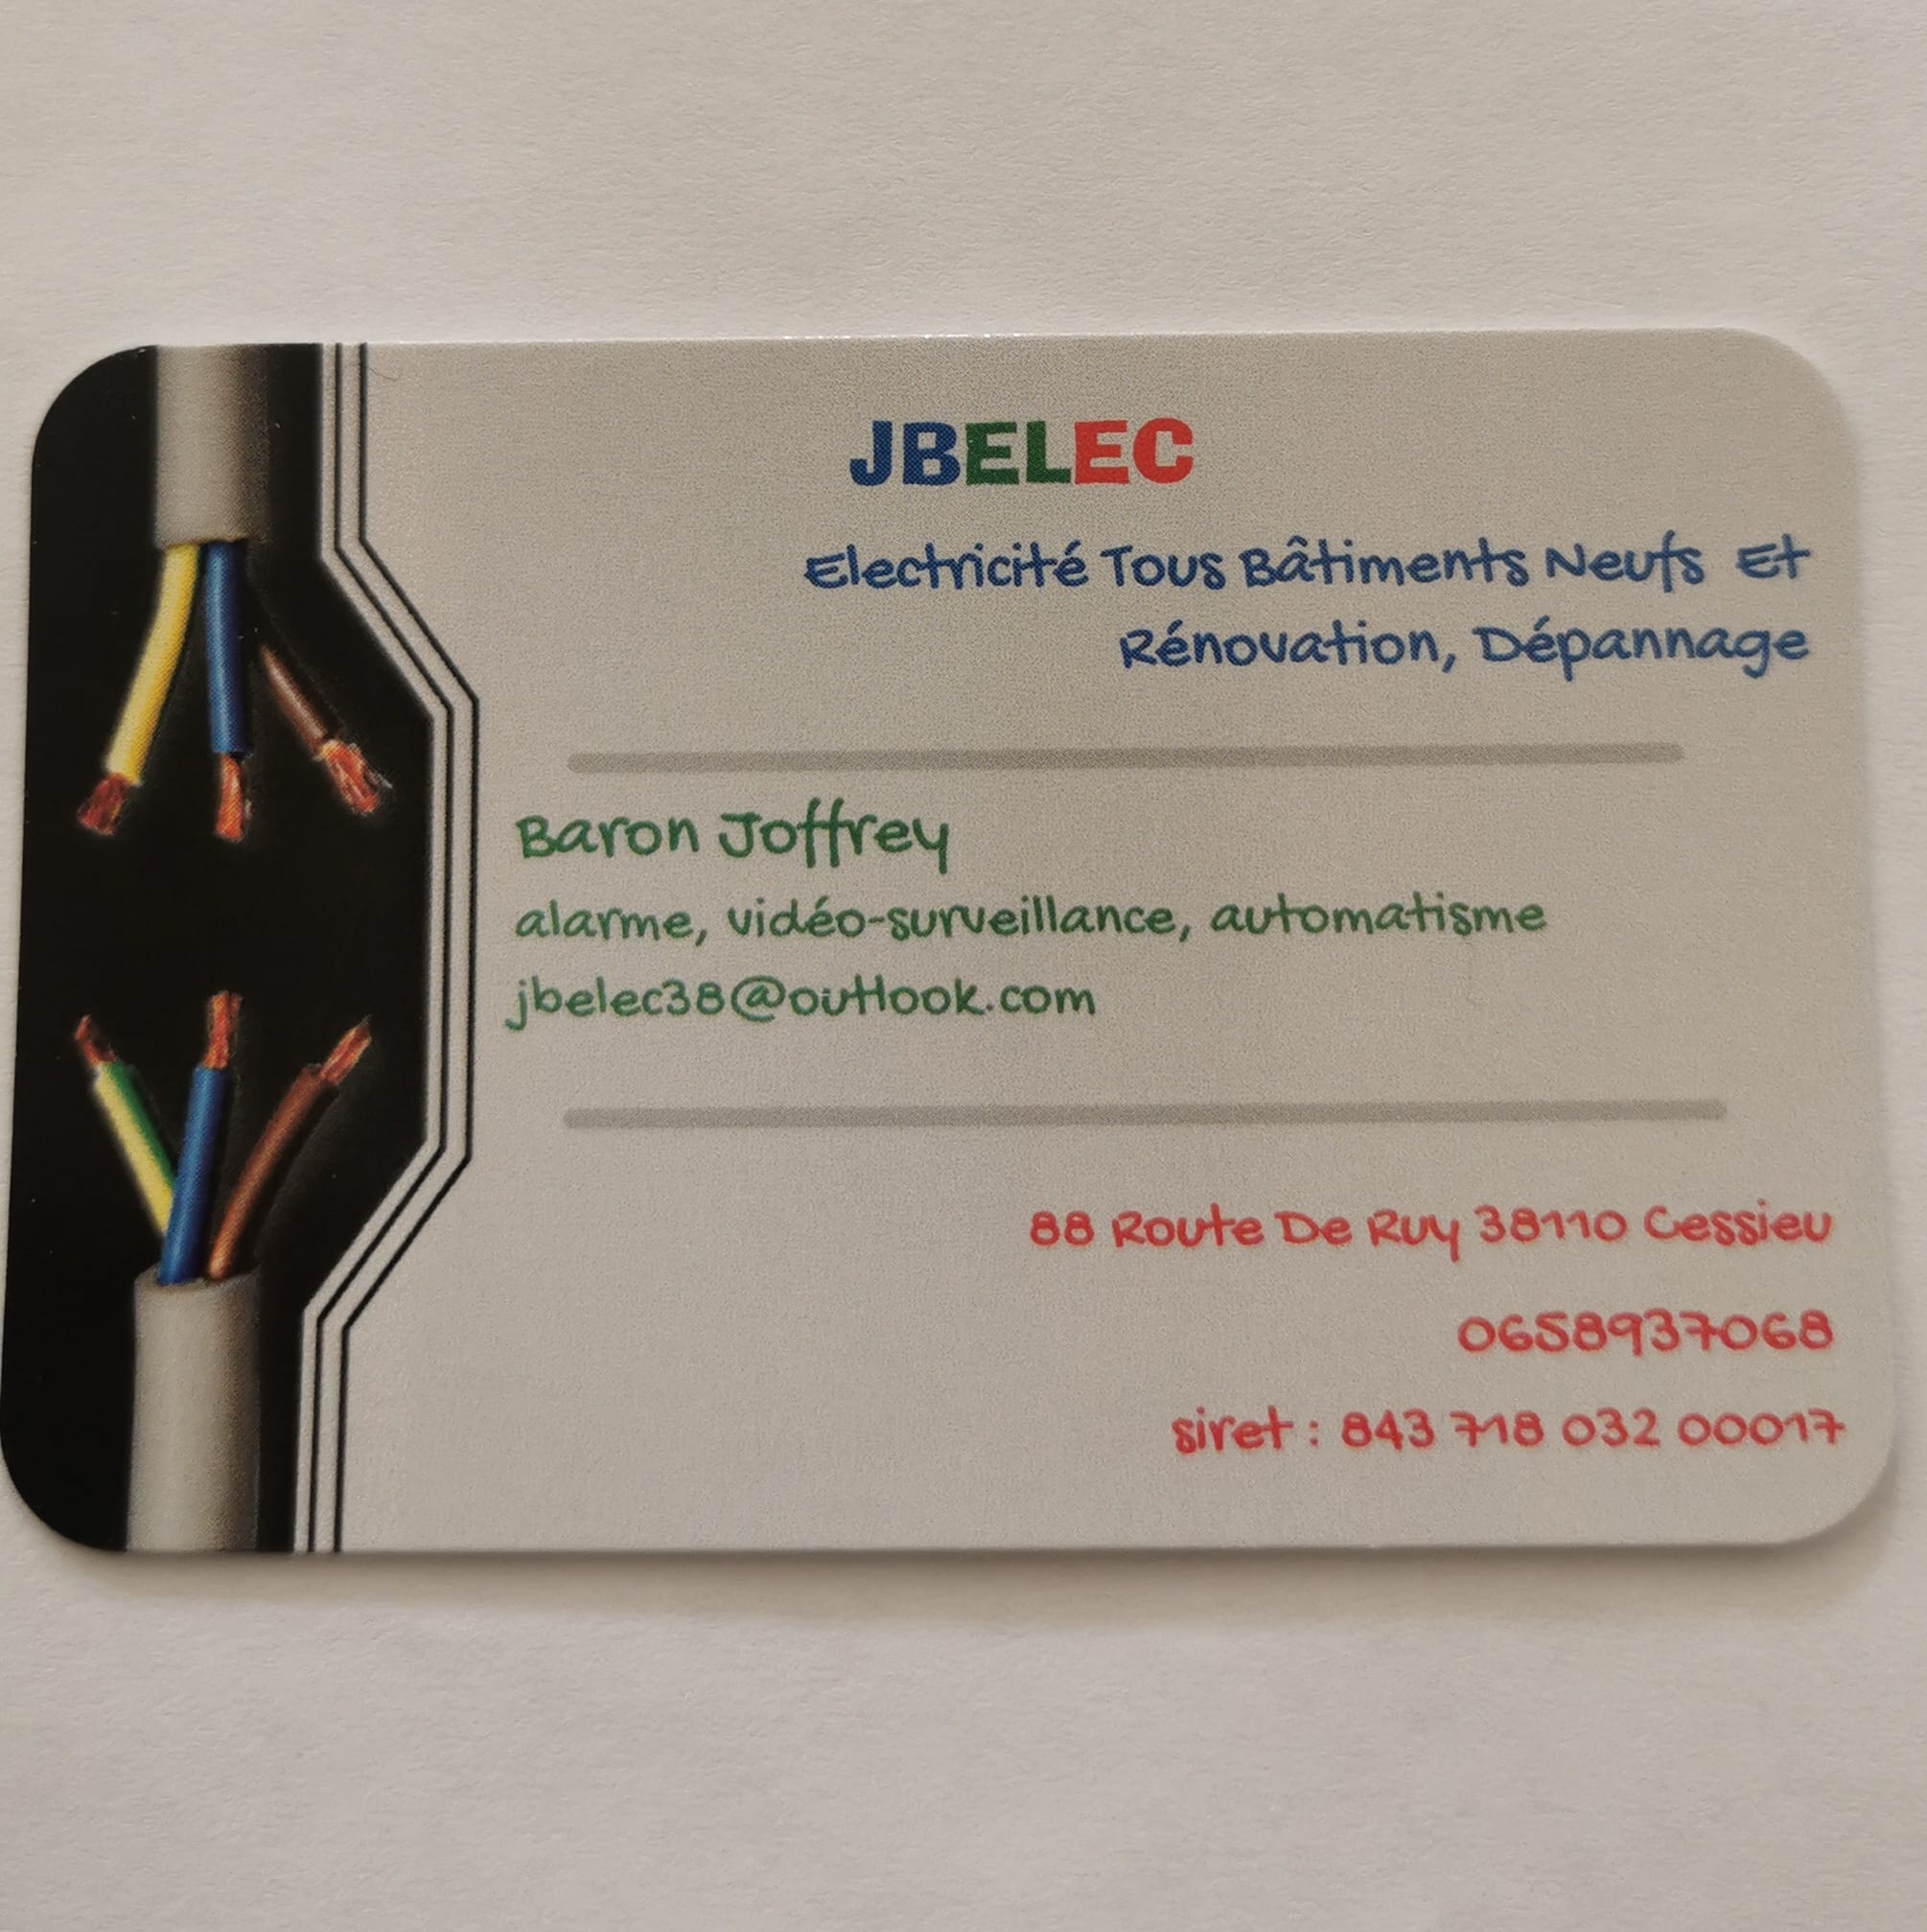 JBELEC
Electricité Tous Bâtiments Neufs Et
Rénovation, Dépannage
Baron Joffrey
alarme, vidéo-surveillance, automatisme
jbelec38@outlook.com
88 Route De Ruy 38110 Cessieu
0658937068
siret : 843 718 032 00017